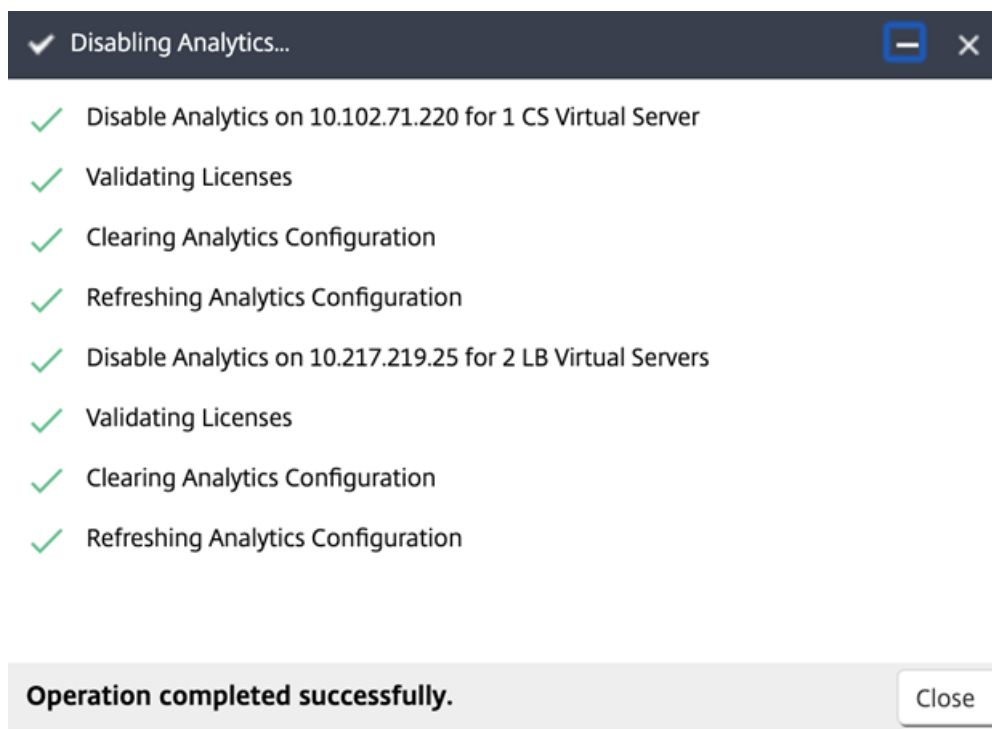 Disabling Analytics...
Disable Analytics on 10.102.71.220 for 1 CS Virtual Server
Validating Licenses
Clearing Analytics Configuration
Refreshing Analytics Configuration
Disable Analytics on 10.217.219.25 for 2 LB Virtual Servers
Validating Licenses
Clearing Analytics Configuration
Refreshing Analytics Configuration
Operation completed successfully.
Close